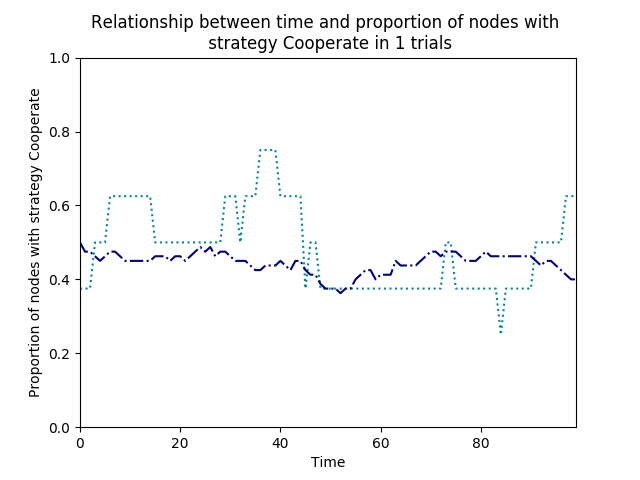 Relationship between time and proportion of nodes with
strategy Cooperate in 1 trials
Proportion of nodes with strategy Cooperate
1.0
0.8
0.6
0.4
0.2
0.0
0 20 40 60 80
Time